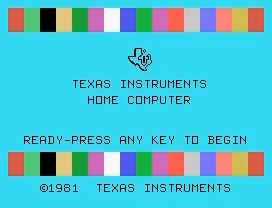 TEXAS INSTRUMENTS
HOME COMPUTER
READY-PRESS ANY KEY TO BEGIN
©1981  TEXAS INSTRUMENTS